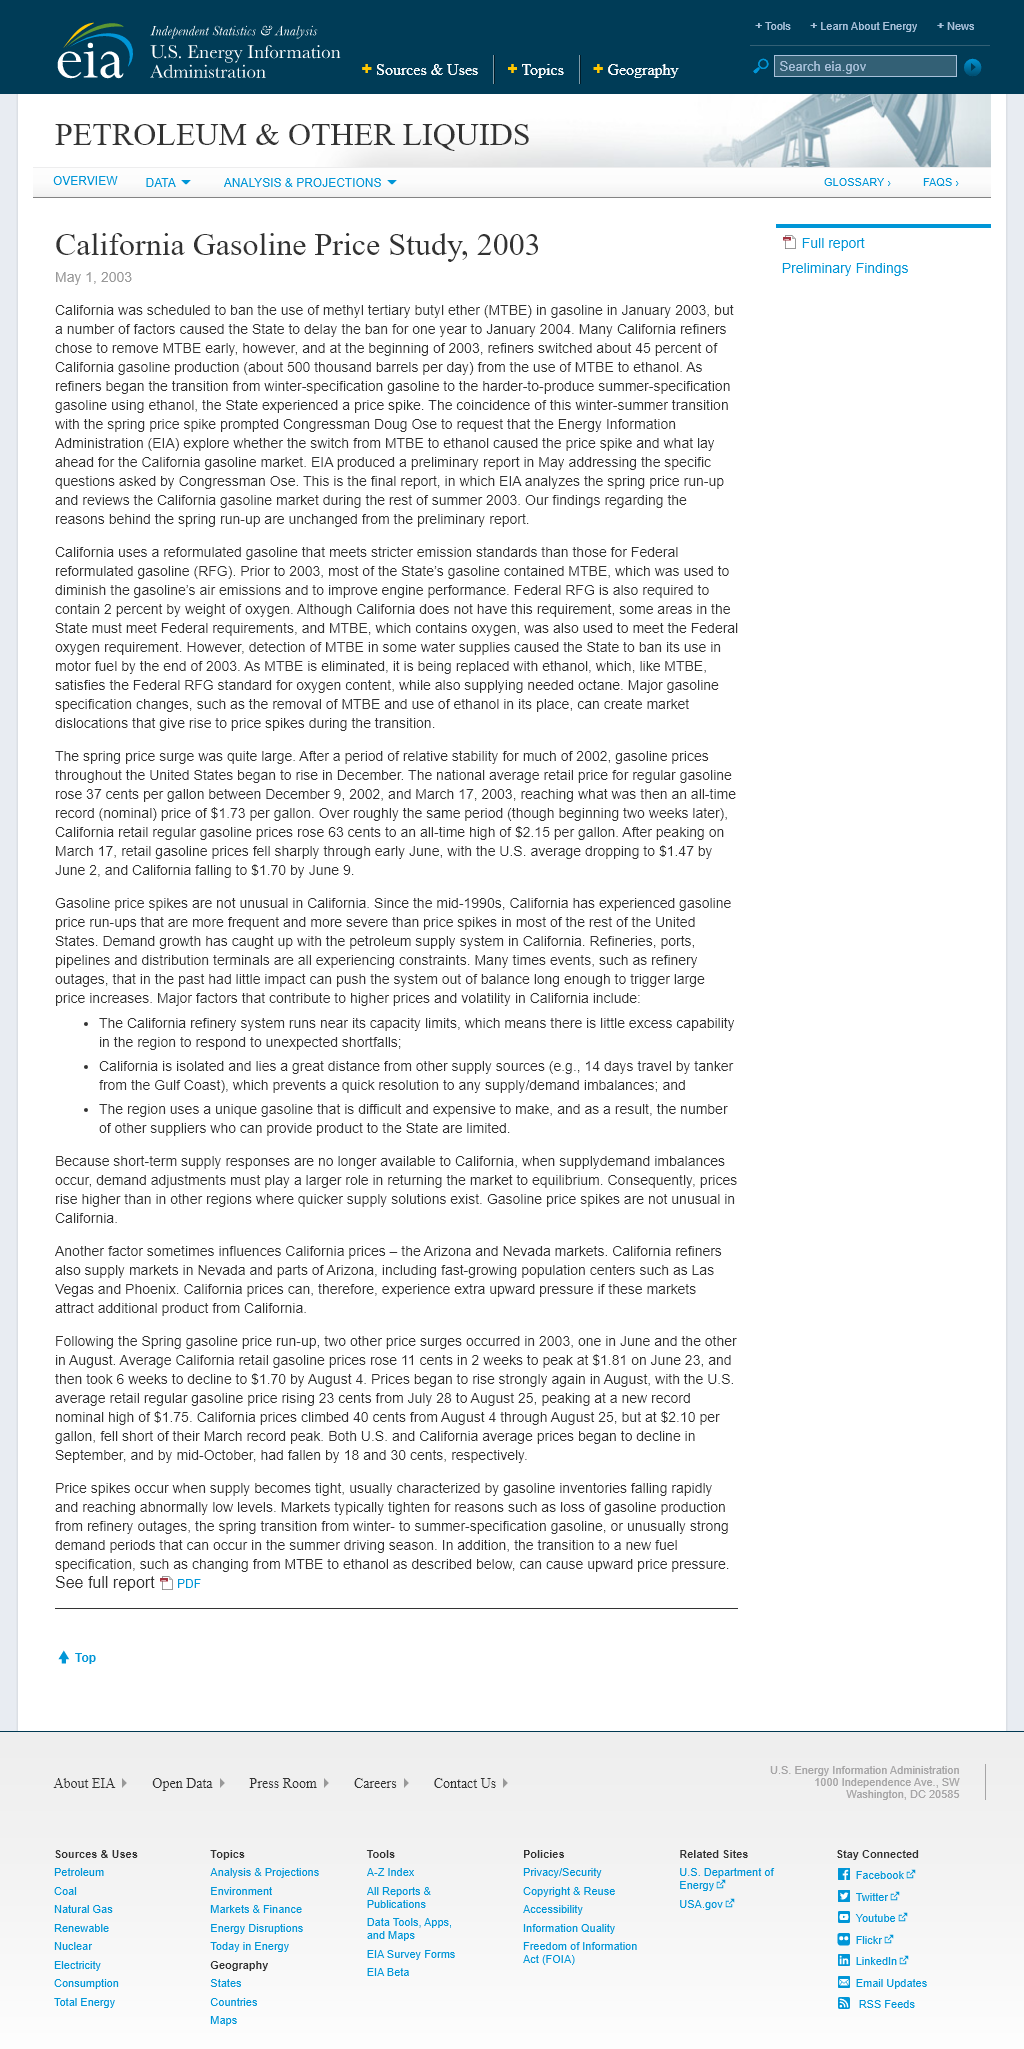 eia
Independent Statistics & Analysis
U.S. Energy Information
Administration
+ Sources & Uses
+ Topics
+ Geography
+ Tools
+ Learn About Energy
+ News
Search eia.gov
PETROLEUM & OTHER LIQUIDS
OVERVIEW
DATA
ANALYSIS & PROJECTIONS
GLOSSARY ›
FAQS ›
California Gasoline Price Study, 2003
May 1, 2003
Full report
Preliminary Findings
California was scheduled to ban the use of methyl tertiary butyl ether (MTBE) in gasoline in January 2003, but
a number of factors caused the State to delay the ban for one year to January 2004. Many California refiners
chose to remove MTBE early, however, and at the beginning of 2003, refiners switched about 45 percent of
California gasoline production (about 500 thousand barrels per day) from the use of MTBE to ethanol. As
refiners began the transition from winter-specification gasoline to the harder-to-produce summer-specification
gasoline using ethanol, the State experienced a price spike. The coincidence of this winter-summer transition
with the spring price spike prompted Congressman Doug Ose to request that the Energy Information
Administration (EIA) explore whether the switch from MTBE to ethanol caused the price spike and what lay
ahead for the California gasoline market. EIA produced a preliminary report in May addressing the specific
questions asked by Congressman Ose. This is the final report, in which EIA analyzes the spring price run-up
and reviews the California gasoline market during the rest of summer 2003. Our findings regarding the
reasons behind the spring run-up are unchanged from the preliminary report.
California uses a reformulated gasoline that meets stricter emission standards than those for Federal
reformulated gasoline (RFG). Prior to 2003, most of the State’s gasoline contained MTBE, which was used to
diminish the gasoline’s air emissions and to improve engine performance. Federal RFG is also required to
contain 2 percent by weight of oxygen. Although California does not have this requirement, some areas in the
State must meet Federal requirements, and MTBE, which contains oxygen, was also used to meet the Federal
oxygen requirement. However, detection of MTBE in some water supplies caused the State to ban its use in
motor fuel by the end of 2003. As MTBE is eliminated, it is being replaced with ethanol, which, like MTBE,
satisfies the Federal RFG standard for oxygen content, while also supplying needed octane. Major gasoline
specification changes, such as the removal of MTBE and use of ethanol in its place, can create market
dislocations that give rise to price spikes during the transition.
The spring price surge was quite large. After a period of relative stability for much of 2002, gasoline prices
throughout the United States began to rise in December. The national average retail price for regular gasoline
rose 37 cents per gallon between December 9, 2002, and March 17, 2003, reaching what was then an all-time
record (nominal) price of $1.73 per gallon. Over roughly the same period (though beginning two weeks later),
California retail regular gasoline prices rose 63 cents to an all-time high of $2.15 per gallon. After peaking on
March 17, retail gasoline prices fell sharply through early June, with the U.S. average dropping to $1.47 by
June 2, and California falling to $1.70 by June 9.
Gasoline price spikes are not unusual in California. Since the mid-1990s, California has experienced gasoline
price run-ups that are more frequent and more severe than price spikes in most of the rest of the United
States. Demand growth has caught up with the petroleum supply system in California. Refineries, ports,
pipelines and distribution terminals are all experiencing constraints. Many times events, such as refinery
outages, that in the past had little impact can push the system out of balance long enough to trigger large
price increases. Major factors that contribute to higher prices and volatility in California include:
• The California refinery system runs near its capacity limits, which means there is little excess capability
in the region to respond to unexpected shortfalls;
• California is isolated and lies a great distance from other supply sources (e.g., 14 days travel by tanker
from the Gulf Coast), which prevents a quick resolution to any supply/demand imbalances; and
• The region uses a unique gasoline that is difficult and expensive to make, and as a result, the number
of other suppliers who can provide product to the State are limited.
Because short-term supply responses are no longer available to California, when supplydemand imbalances
occur, demand adjustments must play a larger role in returning the market to equilibrium. Consequently, prices
rise higher than in other regions where quicker supply solutions exist. Gasoline price spikes are not unusual in
California.
Another factor sometimes influences California prices – the Arizona and Nevada markets. California refiners
also supply markets in Nevada and parts of Arizona, including fast-growing population centers such as Las
Vegas and Phoenix. California prices can, therefore, experience extra upward pressure if these markets
attract additional product from California.
Following the Spring gasoline price run-up, two other price surges occurred in 2003, one in June and the other
in August. Average California retail gasoline prices rose 11 cents in 2 weeks to peak at $1.81 on June 23, and
then took 6 weeks to decline to $1.70 by August 4. Prices began to rise strongly again in August, with the U.S.
average retail regular gasoline price rising 23 cents from July 28 to August 25, peaking at a new record
nominal high of $1.75. California prices climbed 40 cents from August 4 through August 25, but at $2.10 per
gallon, fell short of their March record peak. Both U.S. and California average prices began to decline in
September, and by mid-October, had fallen by 18 and 30 cents, respectively.
Price spikes occur when supply becomes tight, usually characterized by gasoline inventories falling rapidly
and reaching abnormally low levels. Markets typically tighten for reasons such as loss of gasoline production
from refinery outages, the spring transition from winter- to summer-specification gasoline, or unusually strong
demand periods that can occur in the summer driving season. In addition, the transition to a new fuel
specification, such as changing from MTBE to ethanol as described below, can cause upward price pressure.
See full report PDF
Top
About EIA
Open Data
Press Room
Careers
Contact Us
U.S. Energy Information Administration
1000 Independence Ave., SW
Washington, DC 20585
Sources & Uses
Petroleum
Coal
Natural Gas
Renewable
Nuclear
Electricity
Consumption
Total Energy
Topics
Analysis & Projections
Environment
Markets & Finance
Energy Disruptions
Today in Energy
Geography
States
Countries
Maps
Tools
A-Z Index
All Reports &
Publications
Data Tools, Apps,
and Maps
EIA Survey Forms
EIA Beta
Policies
Privacy/Security
Copyright & Reuse
Accessibility
Information Quality
Freedom of Information
Act (FOIA)
Related Sites
U.S. Department of
Energy
USA.gov
Stay Connected
Facebook
Twitter
Youtube
Flickr
LinkedIn
Email Updates
RSS Feeds